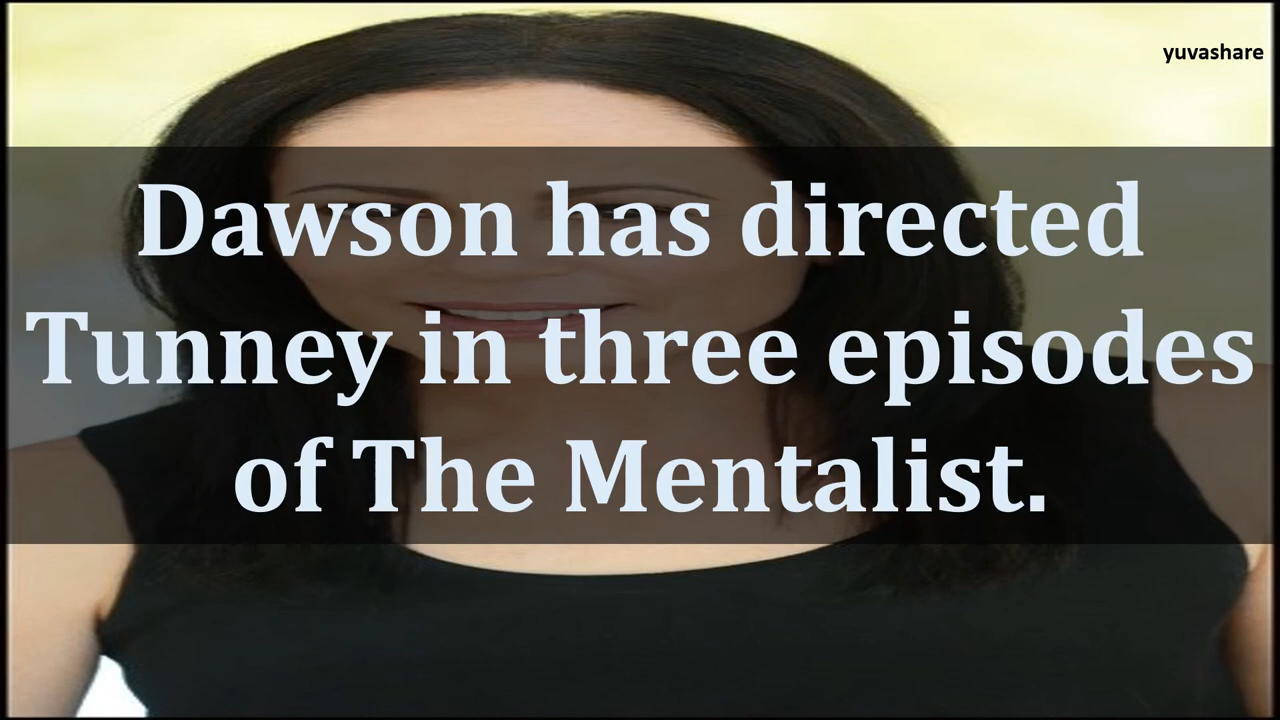 yuvashare
Dawson has directed
Tunney in three episodes
of The Mentalist.